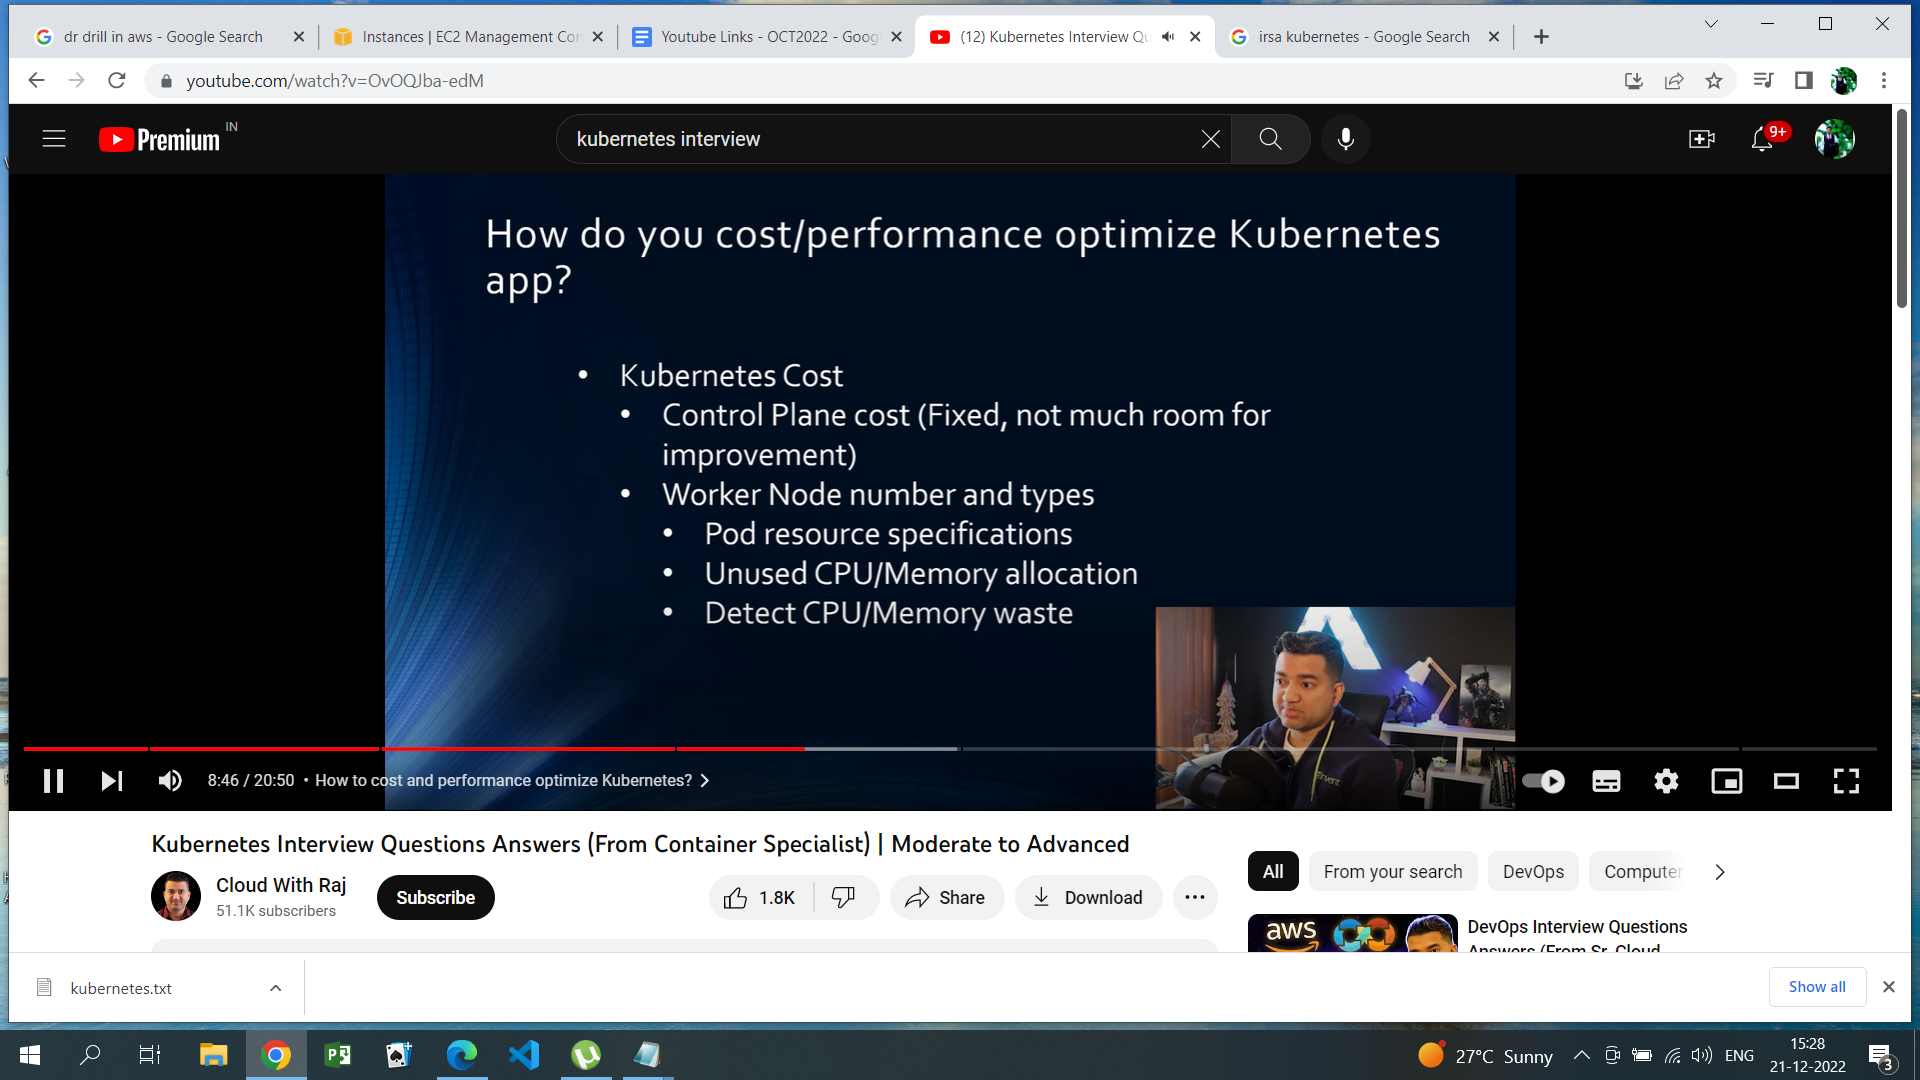 dr drill in aws - Google Search
Instances | EC2 Management Con
Youtube Links - OCT2022 - Goog
(12) Kubernetes Interview Qu
irsa kubernetes - Google Search
youtube.com/watch?v=OvOQJba-edM
Premium IN
kubernetes interview
9+
How do you cost/performance optimize Kubernetes
app?
• Kubernetes Cost
• Control Plane cost (Fixed, not much room for
improvement)
• Worker Node number and types
• Pod resource specifications
• Unused CPU/Memory allocation
• Detect CPU/Memory waste
8:46 / 20:50 • How to cost and performance optimize Kubernetes?
Kubernetes Interview Questions Answers (From Container Specialist) | Moderate to Advanced
Cloud With Raj
51.1K subscribers
Subscribe
1.8K
Share
Download
All
From your search
DevOps
Computer
aws
DevOps Interview Questions
Answers (From Sr. Cloud
kubernetes.txt
Show all
27°C Sunny
ENG
15:28
21-12-2022
3